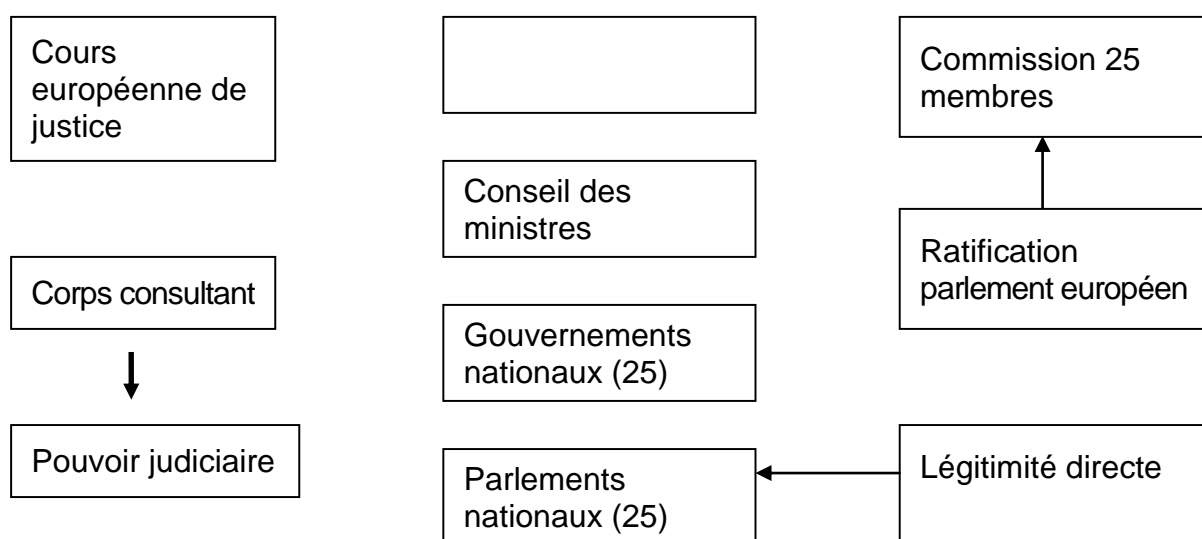 Cours
européenne de
justice
Commission 25
membres
Conseil des
ministres
Ratification
parlement européen
Corps consultant
Gouvernements
nationaux (25)
Pouvoir judiciaire
Parlements
nationaux (25)
Légitimité directe